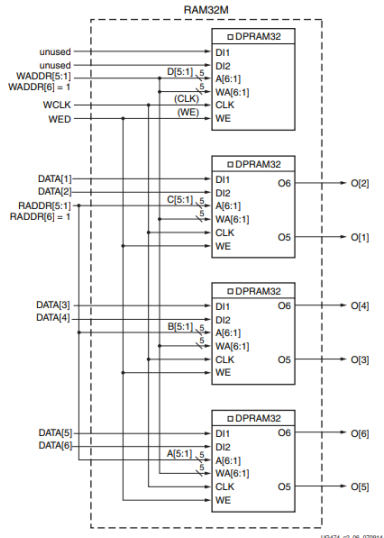 RAM32M
DPRAM32
unused
DI1
unused
DI2
WADDR[5:1]
D[5:1]
5
A[6:1]
WADDR[6] = 1
5
WA[6:1]
WCLK
(CLK)
CLK
WED
(WE)
WE
DPRAM32
DATA[1]
DI1
O6
O[2]
DATA[2]
DI2
RADDR[5:1]
C[5:1]
5
A[6:1]
RADDR[6] = 1
5
WA[6:1]
CLK
O5
O[1]
WE
DPRAM32
DATA[3]
DI1
O6
O[4]
DATA[4]
DI2
B[5:1]
5
A[6:1]
5
WA[6:1]
CLK
O5
O[3]
WE
DPRAM32
DATA[5]
DI1
O6
O[6]
DATA[6]
DI2
A[5:1]
5
A[6:1]
5
WA[6:1]
CLK
O5
O[5]
WE
UG474_c2_06_070914